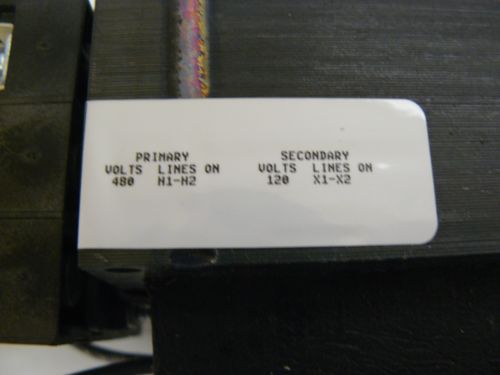 PRIMARY SECONDARY
VOLTS LINES ON VOLTS LINES ON
480 H1-H2 120 X1-X2